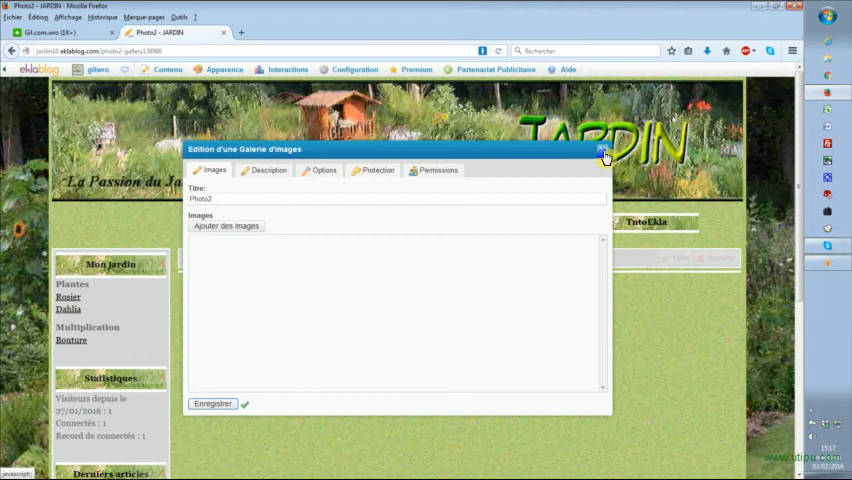 Photo2 - JARDIN - Mozilla Firefox
Fichier Édition Affichage Historique Marque-pages Outils ?
Gil.com.wro (1K+)
Photo2 - JARDIN
jardin10.eklablog.com/photo2-gallery138966
Rechercher
eklablog gilwro Contenu Apparence Interactions Configuration Premium Partenariat Publicitaire Aide
JARDIN
La Passion du Ja
Edition d'une Galerie d'images
Images Description Options Protection Permissions
Titre:
Photo2
Images
Ajouter des images
Enregistrer
TutoEkla
Editer Supprimer
Mon jardin
Plantes
Rosier
Dahlia
Multiplication
Bouture
Statistiques
Visiteurs depuis le
27/01/2016 : 1
Connectés : 1
Record de connectés : 1
Derniers articles
javascript:;
15:17
03/02/2016
www.utipu.com